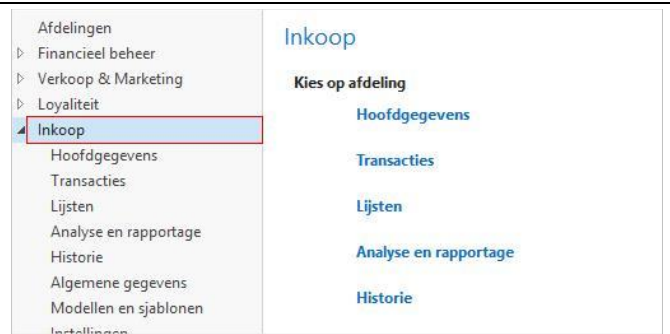 Afdelingen
Financieel beheer
Verkoop & Marketing
Loyaliteit
Inkoop
Hoofdgegevens
Transacties
Lijsten
Analyse en rapportage
Historie
Algemene gegevens
Modellen en sjablonen
Instellingen
Inkoop
Kies op afdeling
Hoofdgegevens
Transacties
Lijsten
Analyse en rapportage
Historie